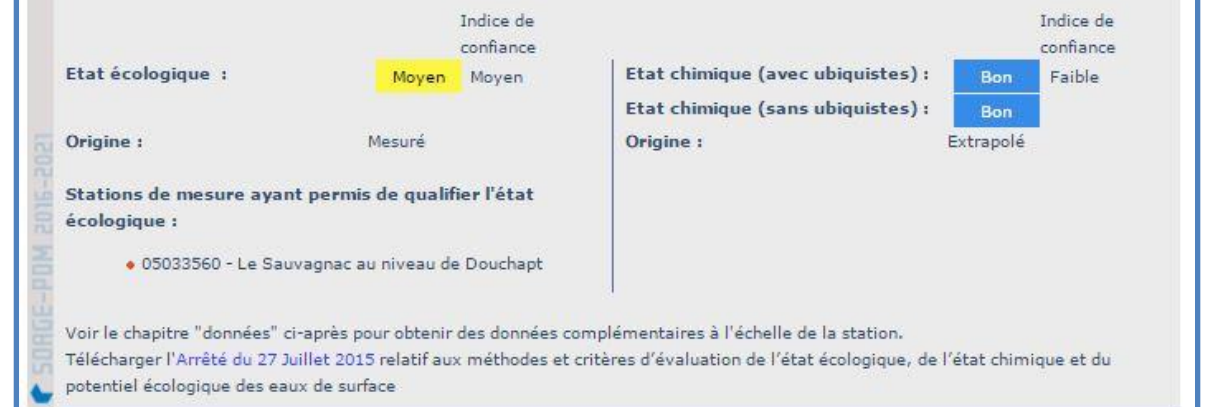 Indice de
confiance
Etat écologique :
Moyen Moyen
Origine :
Mesuré
Stations de mesure ayant permis de qualifier l'état
écologique :
05033560 - Le Sauvagnac au niveau de Douchapt
Indice de
confiance
Etat chimique (avec ubiquistes) :
Bon Faible
Etat chimique (sans ubiquistes) :
Bon
Origine :
Extrapolé
Voir le chapitre "données" ci-après pour obtenir des données complémentaires à l'échelle de la station.
Télécharger l'Arrêté du 27 Juillet 2015 relatif aux méthodes et critères d'évaluation de l'état écologique, de l'état chimique et du
potentiel écologique des eaux de surface
SDAGE-PDM 2016-2021